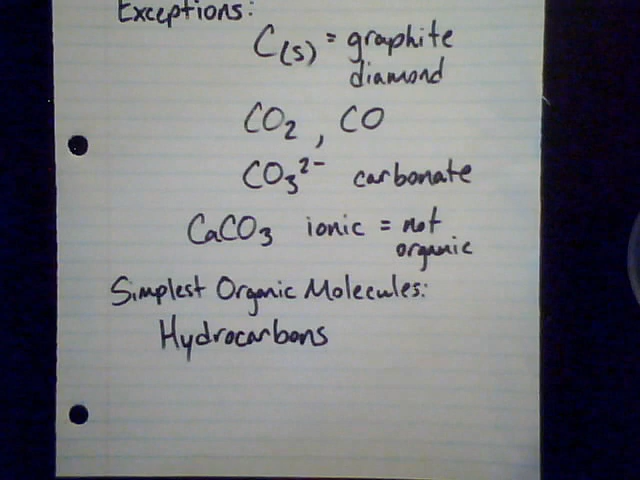 Exceptions:
C(s) = graphite
diamond
CO2, CO
CO3 2- carbonate
CaCO3 ionic = not
organic
Simplest Organic Molecules:
Hydrocarbons